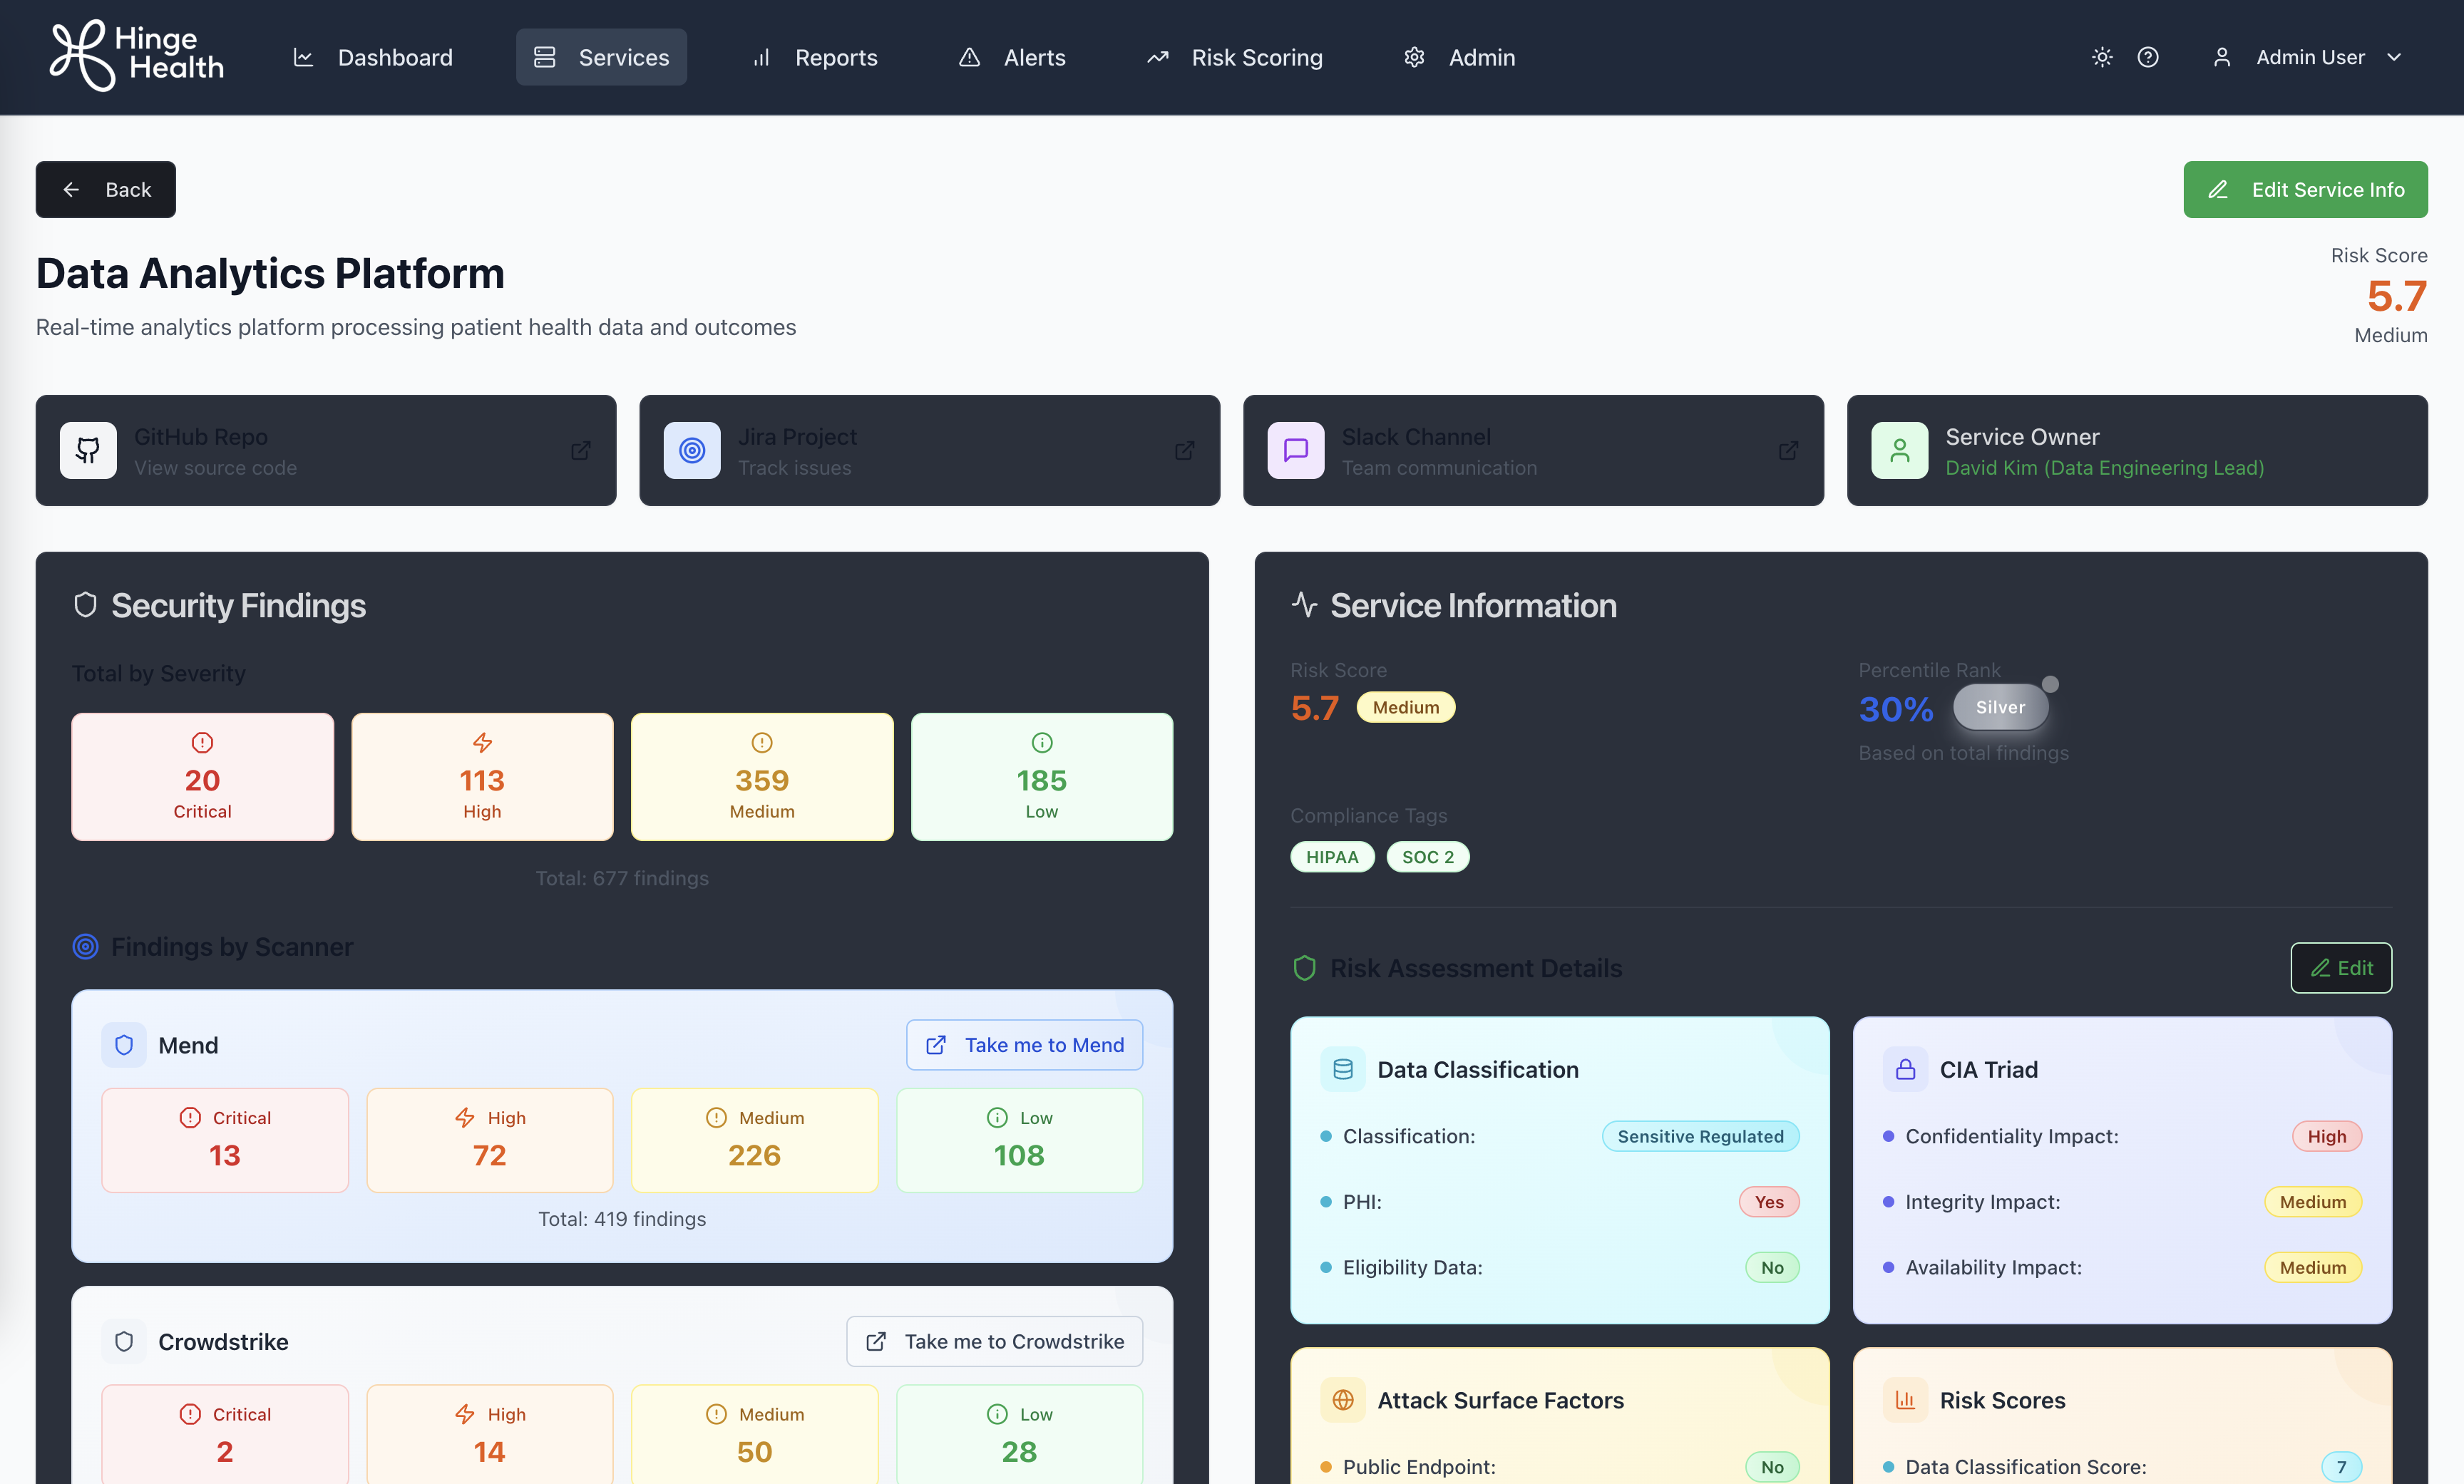 Hinge
Health
Dashboard
Services
Reports
Alerts
Risk Scoring
Admin
Admin User
Back
Edit Service Info
Data Analytics Platform
Real-time analytics platform processing patient health data and outcomes
Risk Score
5.7
Medium
GitHub Repo
View source code
Jira Project
Track issues
Slack Channel
Team communication
Service Owner
David Kim (Data Engineering Lead)
Security Findings
Total by Severity
20
Critical
113
High
359
Medium
185
Low
Total: 677 findings
Findings by Scanner
Mend
Take me to Mend
Critical
13
High
72
Medium
226
Low
108
Total: 419 findings
Crowdstrike
Take me to Crowdstrike
Critical
2
High
14
Medium
50
Low
28
Service Information
Risk Score
5.7 Medium
Percentile Rank
30% Silver
Based on total findings
Compliance Tags
HIPAA SOC 2
Risk Assessment Details
Edit
Data Classification
Classification: Sensitive Regulated
PHI: Yes
Eligibility Data: No
CIA Triad
Confidentiality Impact: High
Integrity Impact: Medium
Availability Impact: Medium
Attack Surface Factors
Public Endpoint: No
Risk Scores
Data Classification Score: 7